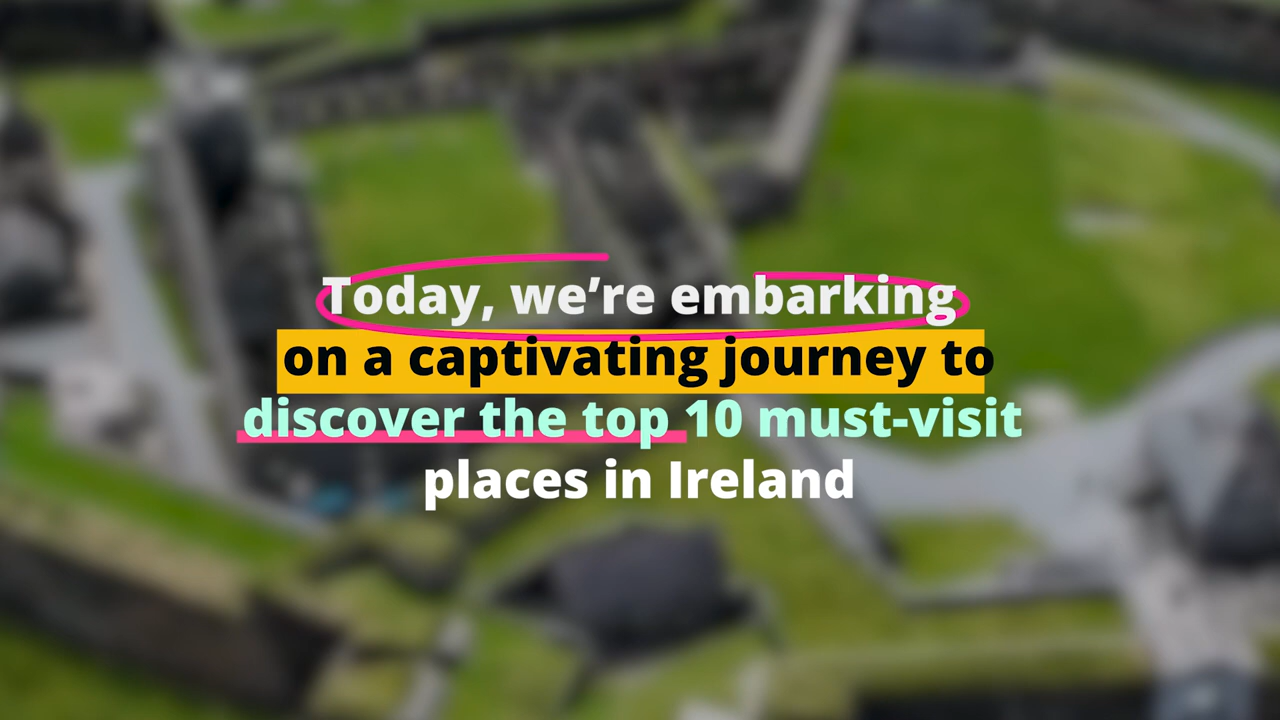 Today, we’re embarking
on a captivating journey to
discover the top 10 must-visit
places in Ireland